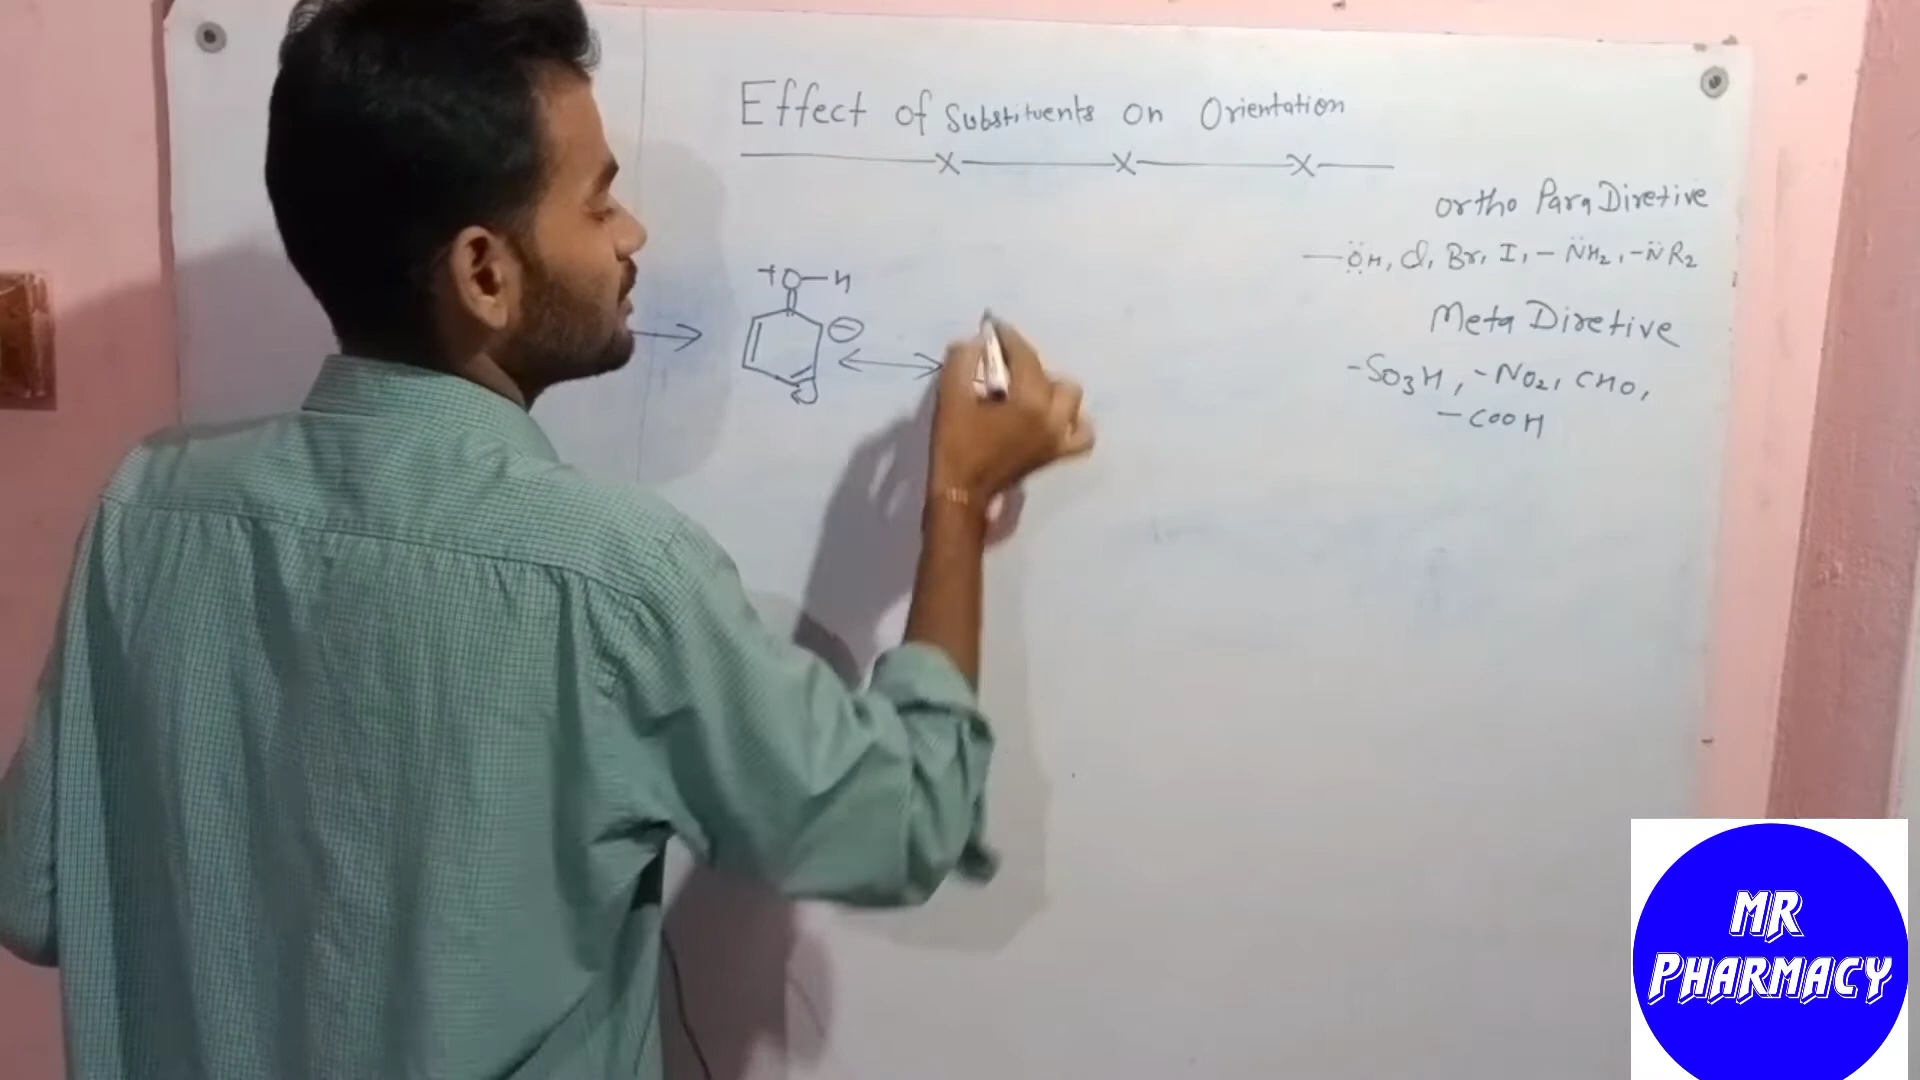 Effect of Substituents on Orientation
Ortho Para Diretive
-ÖH, Cl, Br, I, - N̈H₂, -N̈R₂
Meta Diretive
-SO₃H, -NO₂, CHO,
-COOH
+O-H
⊖
MR
PHARMACY